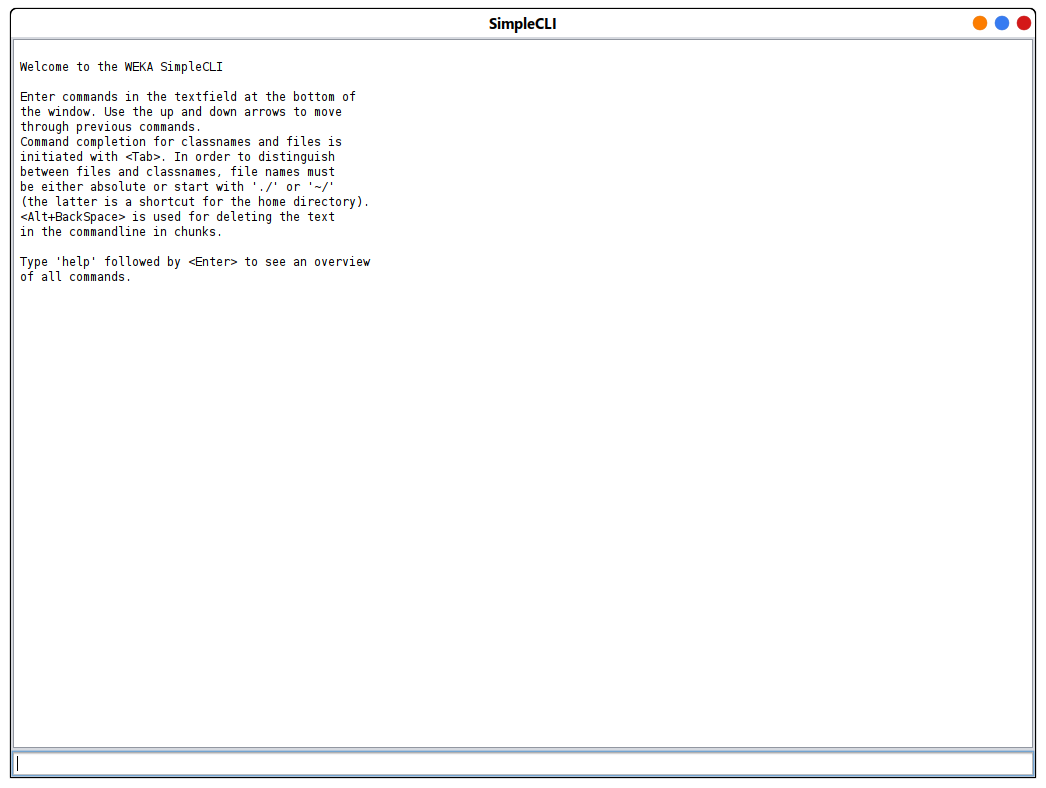 SimpleCLI
Welcome to the WEKA SimpleCLI
Enter commands in the textfield at the bottom of
the window. Use the up and down arrows to move
through previous commands.
Command completion for classnames and files is
initiated with <Tab>. In order to distinguish
between files and classnames, file names must
be either absolute or start with './' or '~/'
(the latter is a shortcut for the home directory).
<Alt+BackSpace> is used for deleting the text
in the commandline in chunks.
Type 'help' followed by <Enter> to see an overview
of all commands.